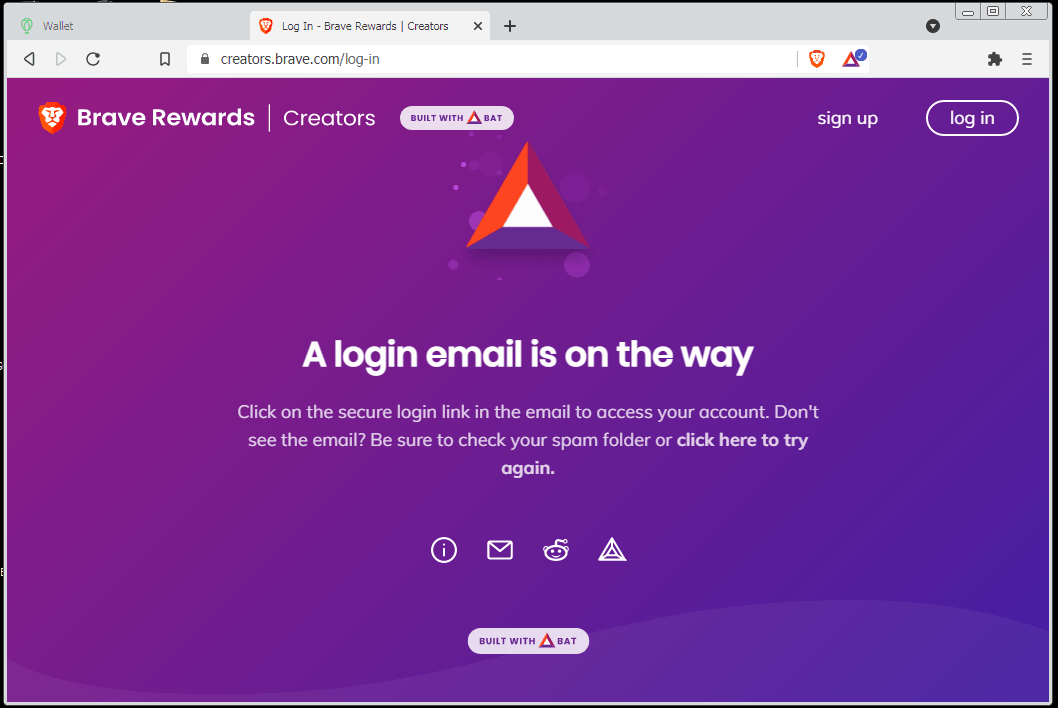 Wallet
Log In - Brave Rewards | Creators
creators.brave.com/log-in
Brave Rewards | Creators
BUILT WITH BAT
sign up
log in
A login email is on the way
Click on the secure login link in the email to access your account. Don't
see the email? Be sure to check your spam folder or click here to try
again.
BUILT WITH BAT